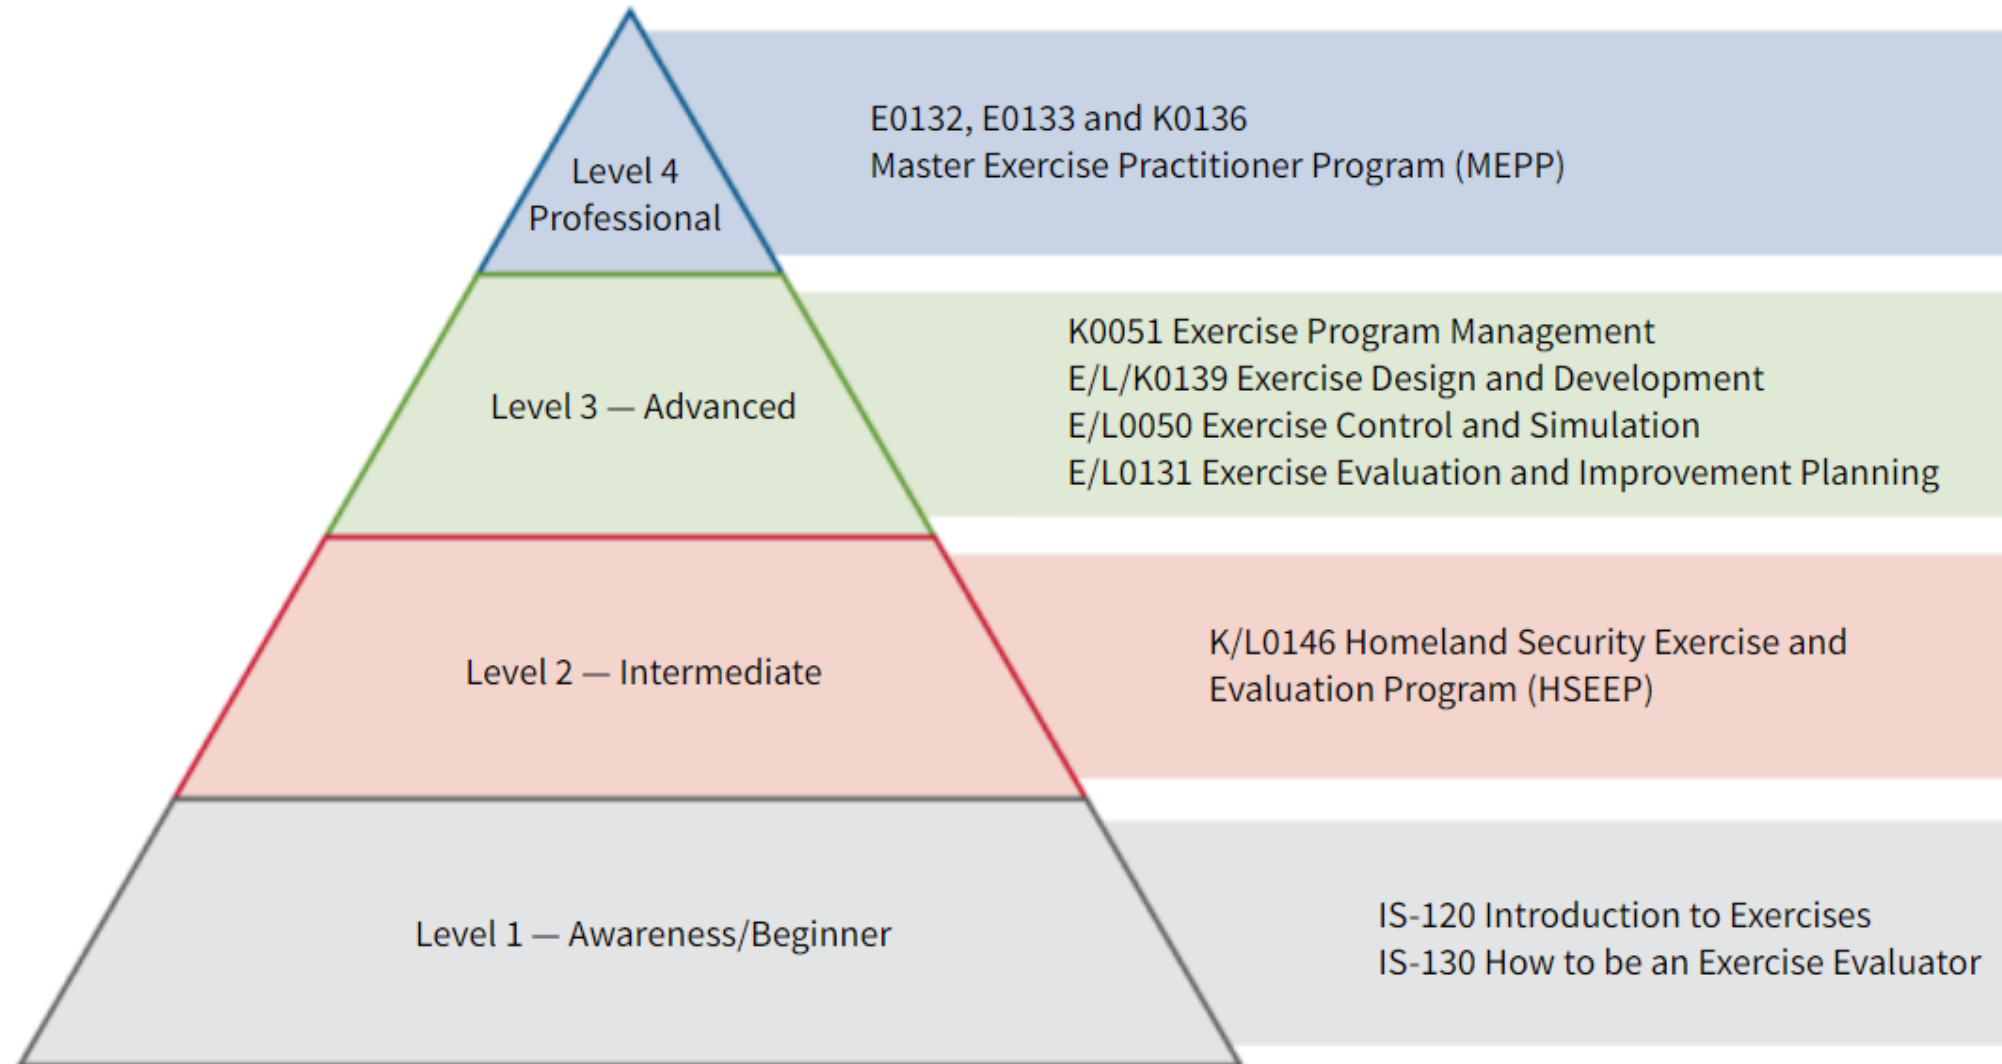 Level 4
Professional
E0132, E0133 and K0136
Master Exercise Practitioner Program (MEPP)
Level 3 — Advanced
K0051 Exercise Program Management
E/L/K0139 Exercise Design and Development
E/L0050 Exercise Control and Simulation
E/L0131 Exercise Evaluation and Improvement Planning
Level 2 — Intermediate
K/L0146 Homeland Security Exercise and
Evaluation Program (HSEEP)
Level 1 — Awareness/Beginner
IS-120 Introduction to Exercises
IS-130 How to be an Exercise Evaluator